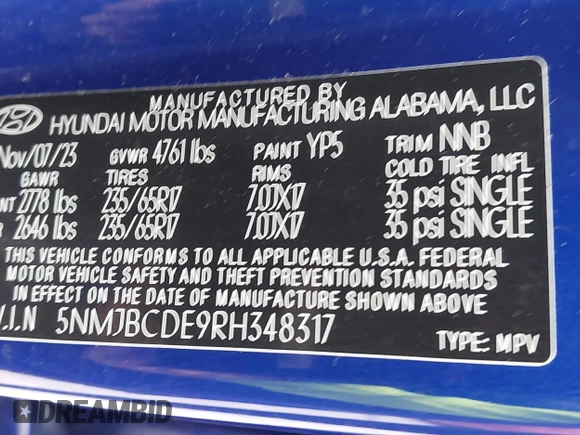 MANUFACTURED BY
HYUNDAI MOTOR MANUFACTURING ALABAMA, LLC
Nov/07/23 GVWR 4761 lbs PAINT YP5 TRIM NNB
GAWR TIRES RIMS COLD TIRE INFL
NT 2778 lbs 235/65R17 7.0JX17 35 psi SINGLE
R 2646 lbs 235/65R17 7.0JX17 35 psi SINGLE
THIS VEHICLE CONFORMS TO ALL APPLICABLE U.S.A. FEDERAL
MOTOR VEHICLE SAFETY AND THEFT PREVENTION STANDARDS
IN EFFECT ON THE DATE OF MANUFACTURE SHOWN ABOVE
V.I.N 5NMJBCDE9RH348317 TYPE: MPV
DREAMBID